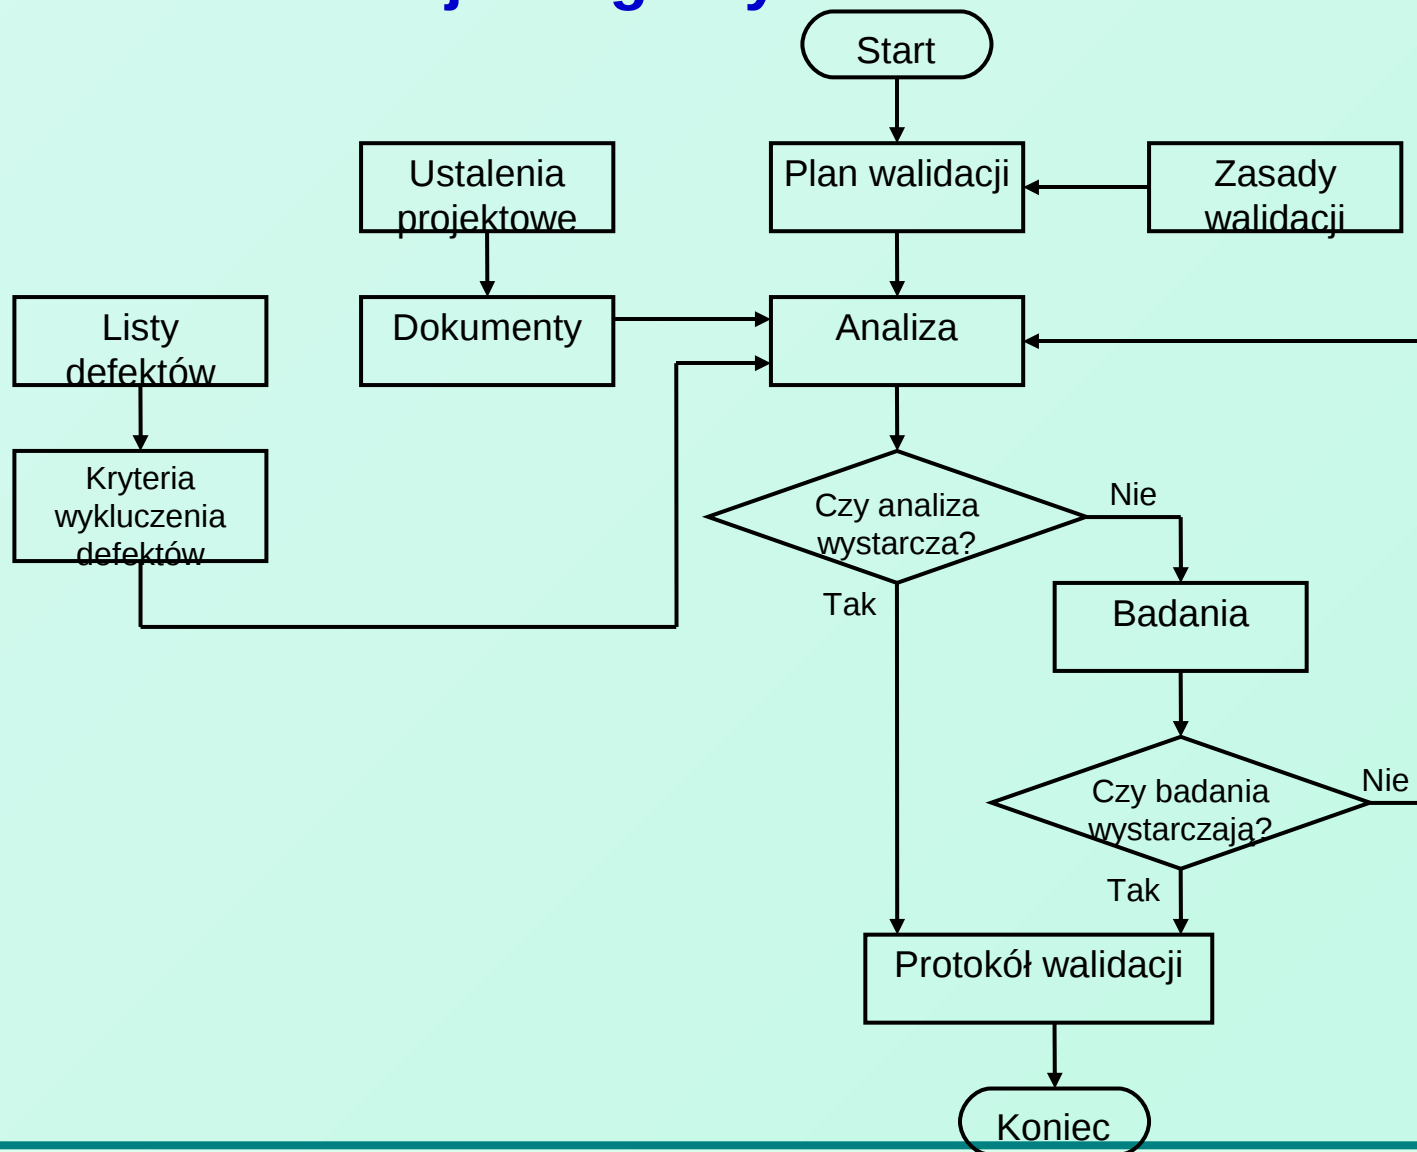 Start
Ustalenia
projektowe
Plan walidacji
Zasady
walidacji
Listy
defektów
Dokumenty
Analiza
Kryteria
wykluczenia
defektów
Czy analiza
wystarcza?
Nie
Tak
Badania
Czy badania
wystarczają?
Nie
Tak
Protokół walidacji
Koniec